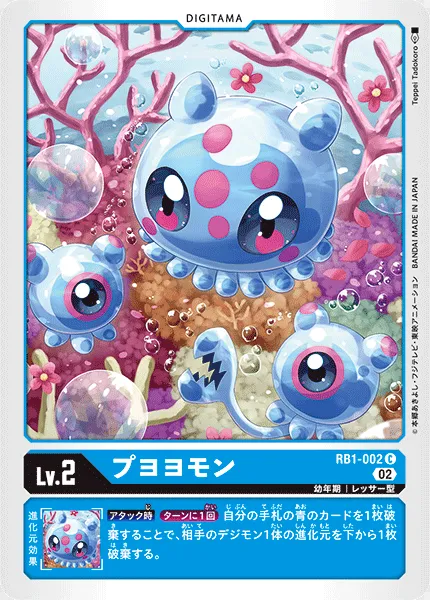 DIGITAMA
Teppei Tadokoro
© 本郷あきよし・フジテレビ・東映アニメーション BANDAI MADE IN JAPAN
RB1-002 C
02
Lv.2 プヨヨモン
幼年期 | レッサー型
進化元効果
アタック時 ターンに1回 自分の手札の青のカードを1枚破
棄することで、相手のデジモン1体の進化元を下から1枚
破棄する。